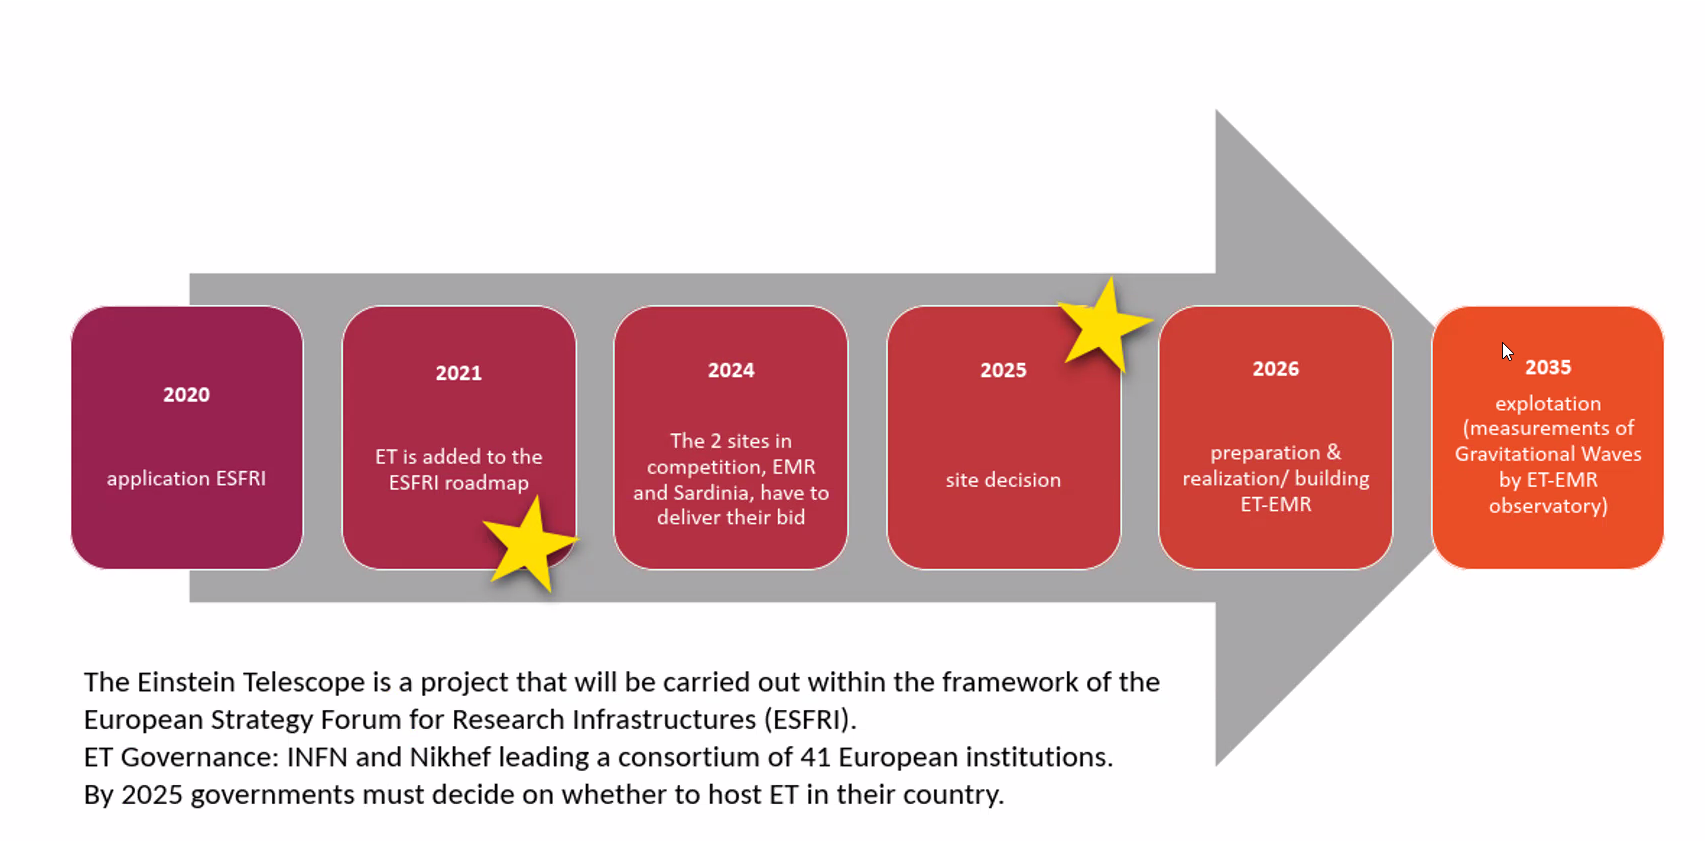 2020
application ESFRI
2021
ET is added to the
ESFRI roadmap
2024
The 2 sites in
competition, EMR
and Sardinia, have to
deliver their bid
2025
site decision
2026
preparation &
realization/ building
ET-EMR
2035
explotation
(measurements of
Gravitational Waves
by ET-EMR
observatory)
The Einstein Telescope is a project that will be carried out within the framework of the
European Strategy Forum for Research Infrastructures (ESFRI).
ET Governance: INFN and Nikhef leading a consortium of 41 European institutions.
By 2025 governments must decide on whether to host ET in their country.